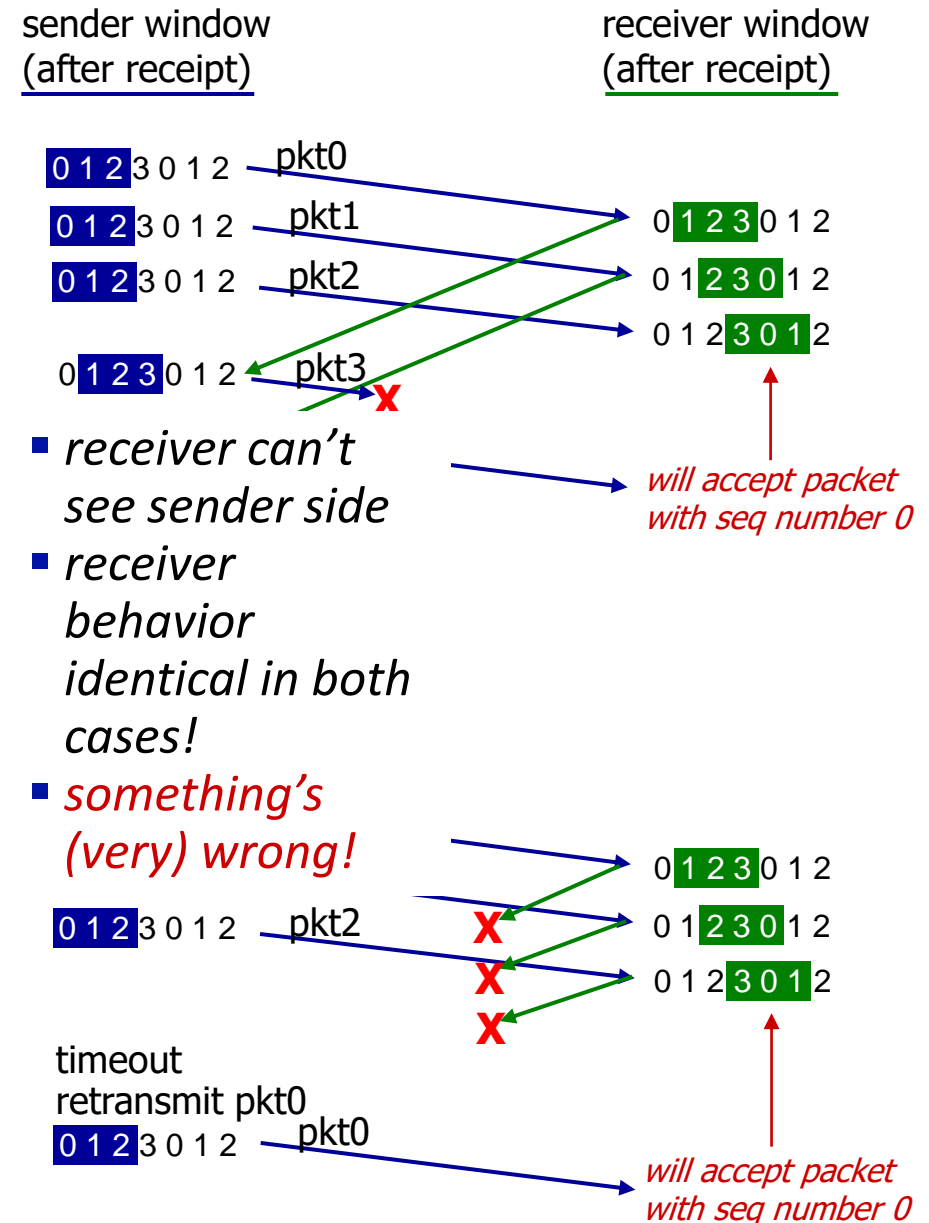 sender window
(after receipt)
receiver window
(after receipt)
0 1 2 3 0 1 2
pkt0
0 1 2 3 0 1 2
pkt1
0 1 2 3 0 1 2
0 1 2 3 0 1 2
pkt2
0 1 2 3 0 1 2
0 1 2 3 0 1 2
0 1 2 3 0 1 2
pkt3
X
receiver can't
see sender side
receiver
behavior
identical in both
cases!
something's
(very) wrong!
will accept packet
with seq number 0
0 1 2 3 0 1 2
0 1 2 3 0 1 2
pkt2
X
0 1 2 3 0 1 2
X
0 1 2 3 0 1 2
X
timeout
retransmit pkt0
0 1 2 3 0 1 2
pkt0
will accept packet
with seq number 0